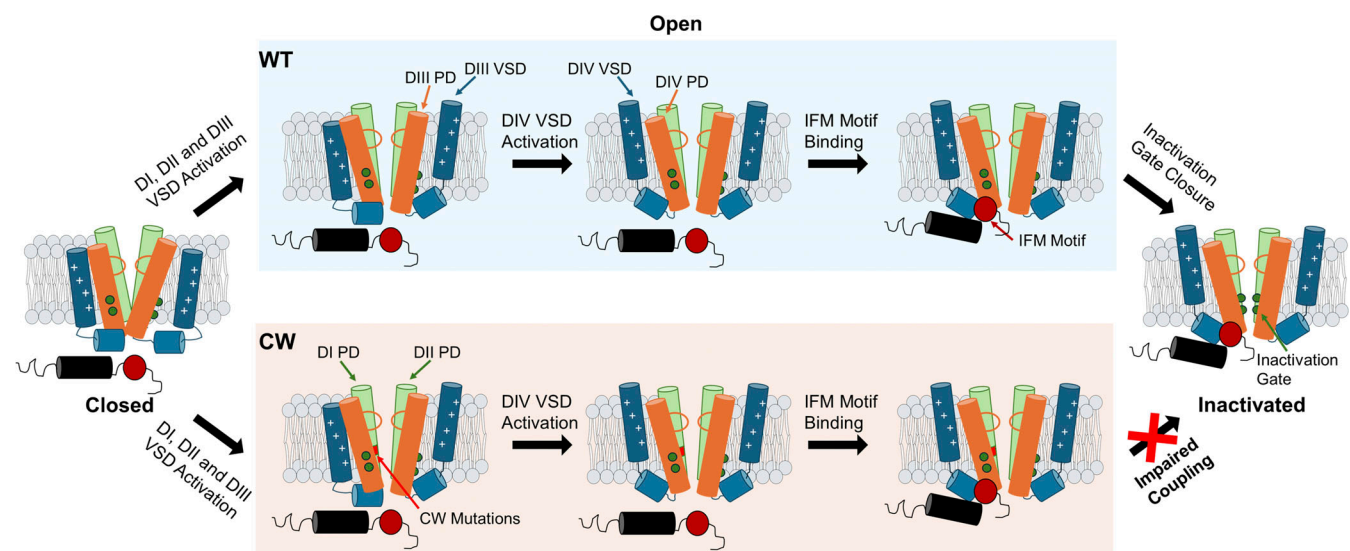 Open
WT
DIII PD
DIII VSD
DIV VSD
DIV PD
DI, DII and DIII
VSD Activation
DIV VSD
Activation
IFM Motif
Binding
Inactivation
Gate Closure
IFM Motif
Closed
CW
DI PD
DII PD
DIV VSD
Activation
IFM Motif
Binding
Inactivation
Gate
Inactivated
DI, DII and DIII
VSD Activation
CW Mutations
Impaired
Coupling
+ + + +